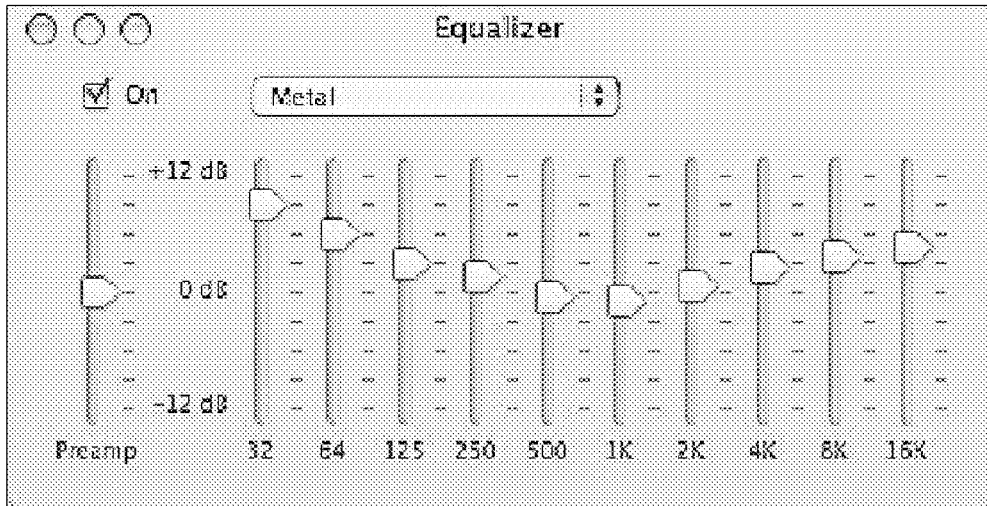 Equalizer
On
Metal
+12 dB
0 dB
-12 dB
Preamp 32 64 125 250 500 1K 2K 4K 8K 16K